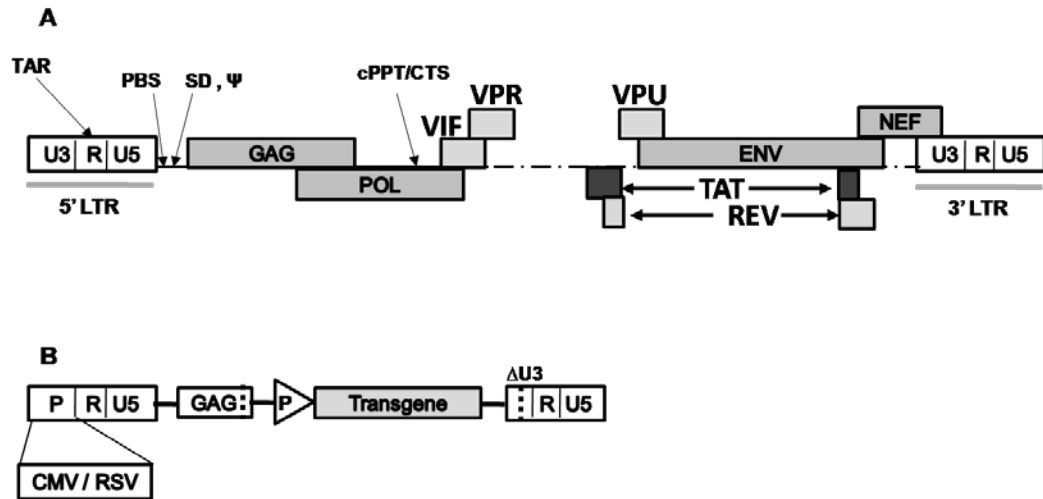 A
TAR
PBS
SD , Ψ
cPPT/CTS
VPR
VPU
VIF
NEF
U3 R U5
GAG
ENV
U3 R U5
POL
5' LTR
TAT
3' LTR
REV
B
ΔU3
P R U5
GAG
P
Transgene
R U5
CMV / RSV